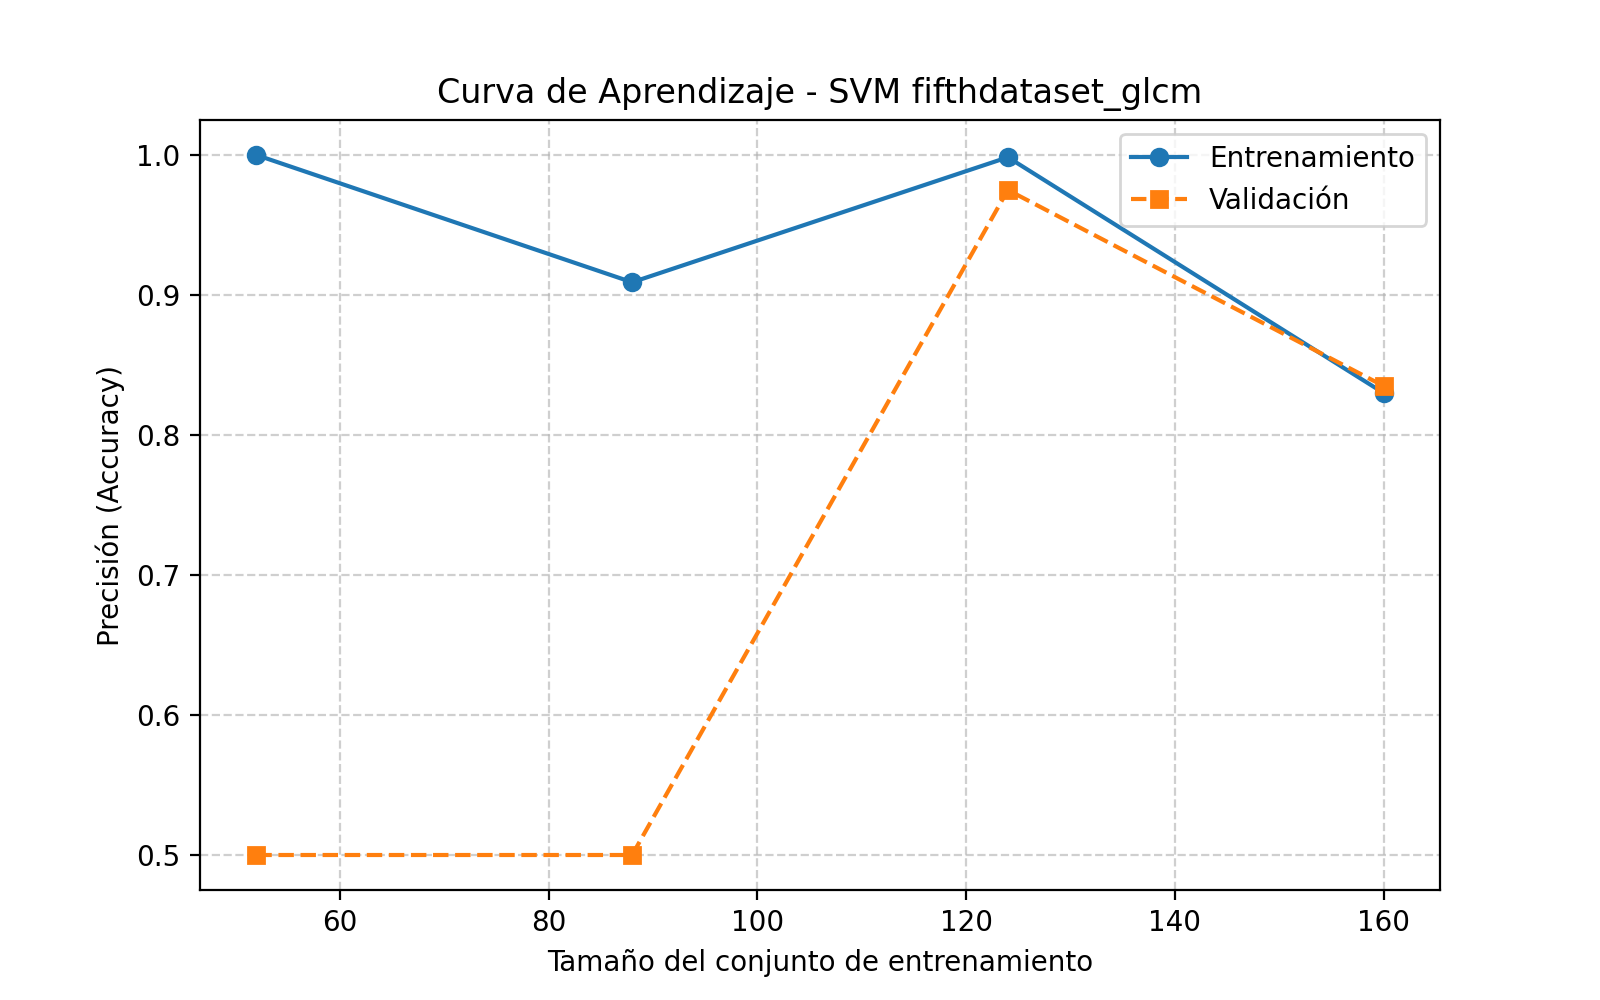 Curva de Aprendizaje - SVM fifthdataset_glcm
Entrenamiento
Validación
Precisión (Accuracy)
1.0
0.9
0.8
0.7
0.6
0.5
60 80 100 120 140 160
Tamaño del conjunto de entrenamiento